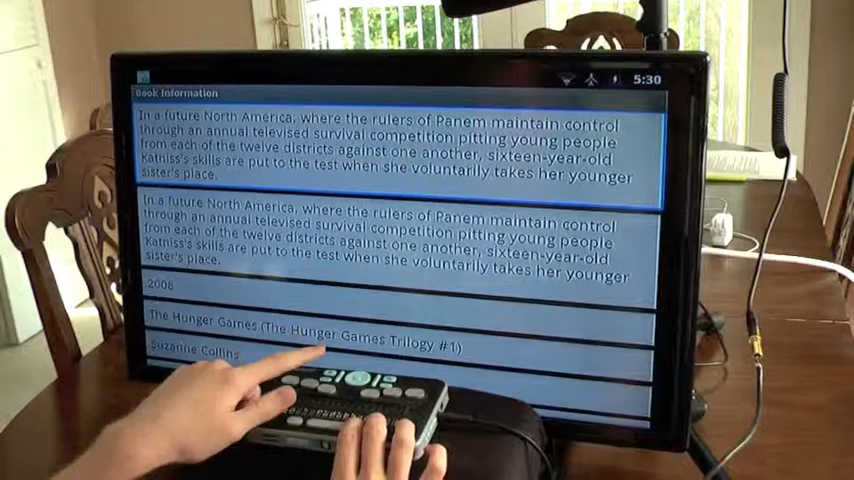 5:30
Book Information
In a future North America, where the rulers of Panem maintain control
through an annual televised survival competition pitting young people
from each of the twelve districts against one another, sixteen-year-old
Katniss's skills are put to the test when she voluntarily takes her younger
sister's place.
In a future North America, where the rulers of Panem maintain control
through an annual televised survival competition pitting young people
from each of the twelve districts against one another, sixteen-year-old
Katniss's skills are put to the test when she voluntarily takes her younger
sister's place.
2008
The Hunger Games (The Hunger Games Trilogy #1)
Suzanne Collins